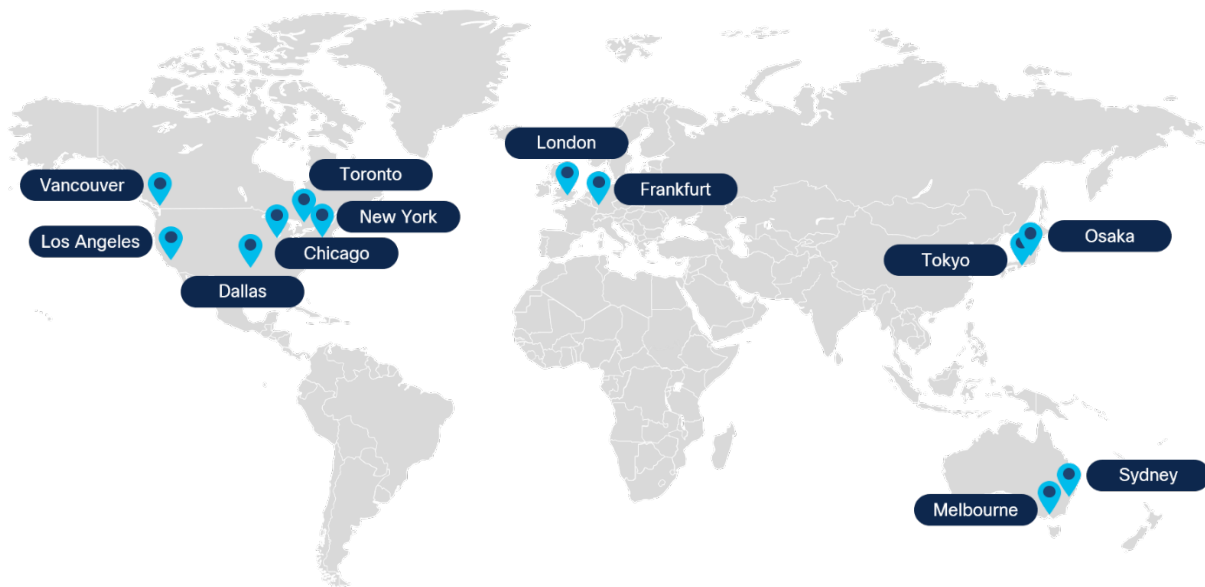 London
Toronto
Vancouver
Frankfurt
New York
Los Angeles
Chicago
Osaka
Tokyo
Dallas
Sydney
Melbourne